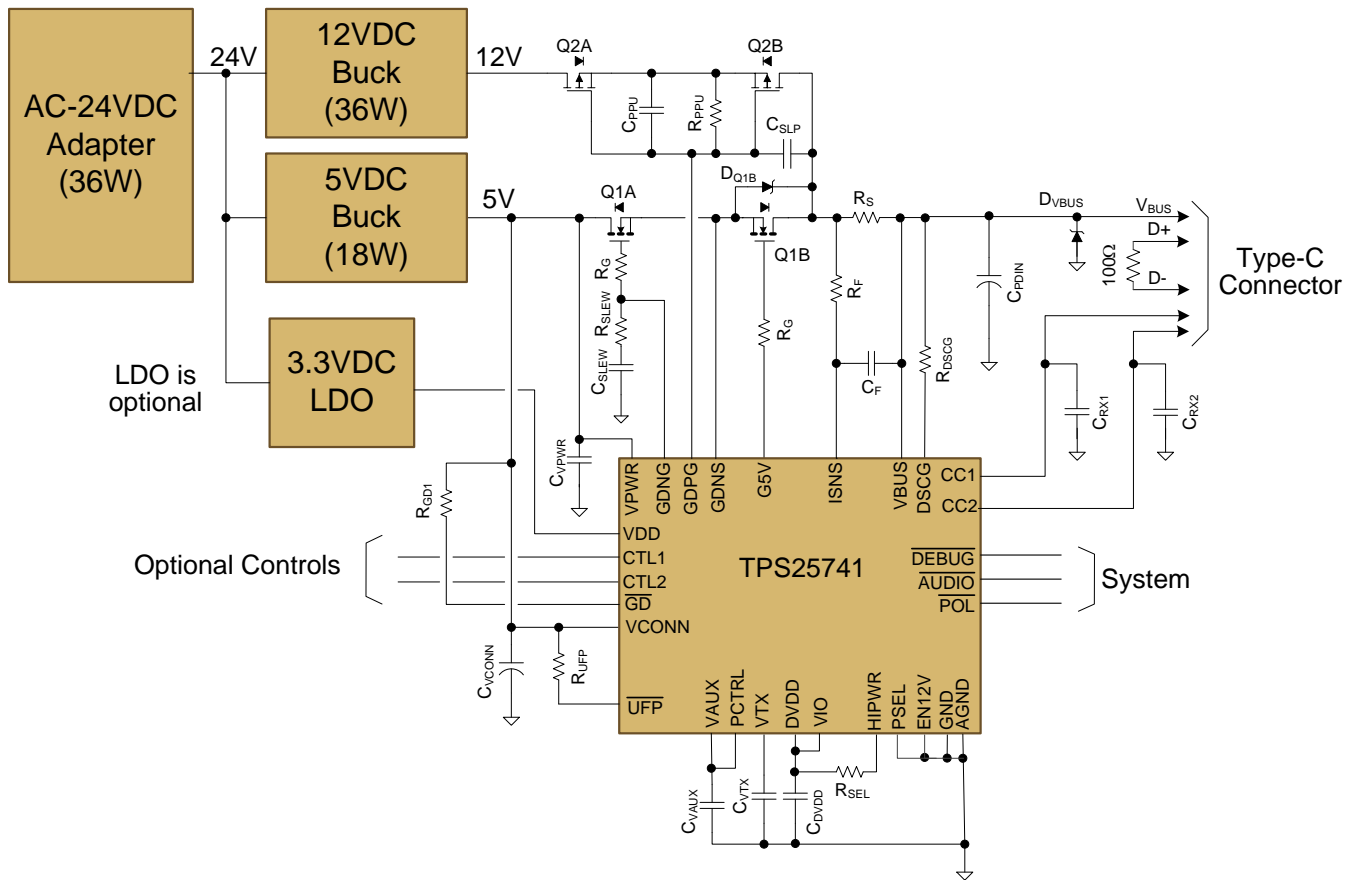 AC-24VDC
Adapter
(36W)
24V
12VDC
Buck
(36W)
12V
5VDC
Buck
(18W)
5V
3.3VDC
LDO
LDO is
optional
Q2A
Q2B
CPPU
RPPU
CSLP
DQ1B
Q1A
Q1B
RG
RSLEW
CSLEW
RG
RS
RF
CF
RDSCG
CPDIN
DVBUS
VBUS
D+
100Ω
D-
Type-C
Connector
CRX1
CRX2
CVPWR
RGD1
Optional Controls
CVCONN
RUFP
VPWR
GDNG
GDPG
GDNS
G5V
ISNS
VBUS
DSCG
CC1
CC2
VDD
CTL1
CTL2
GD
VCONN
UFP
TPS25741
DEBUG
AUDIO
POL
System
VAUX
PCTRL
VTX
DVDD
VIO
HIPWR
PSEL
EN12V
GND
AGND
CVAUX
CVTX
CDVDD
RSEL